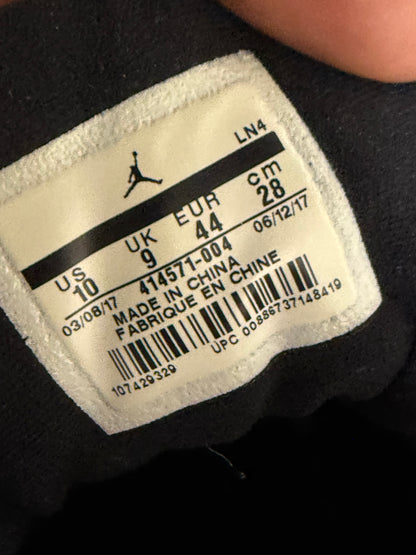 LN4
US UK EUR cm
10 9 44 28
03/08/17 414571-004 06/12/17
MADE IN CHINA
FABRIQUE EN CHINE
107429329
UPC 00886737148419